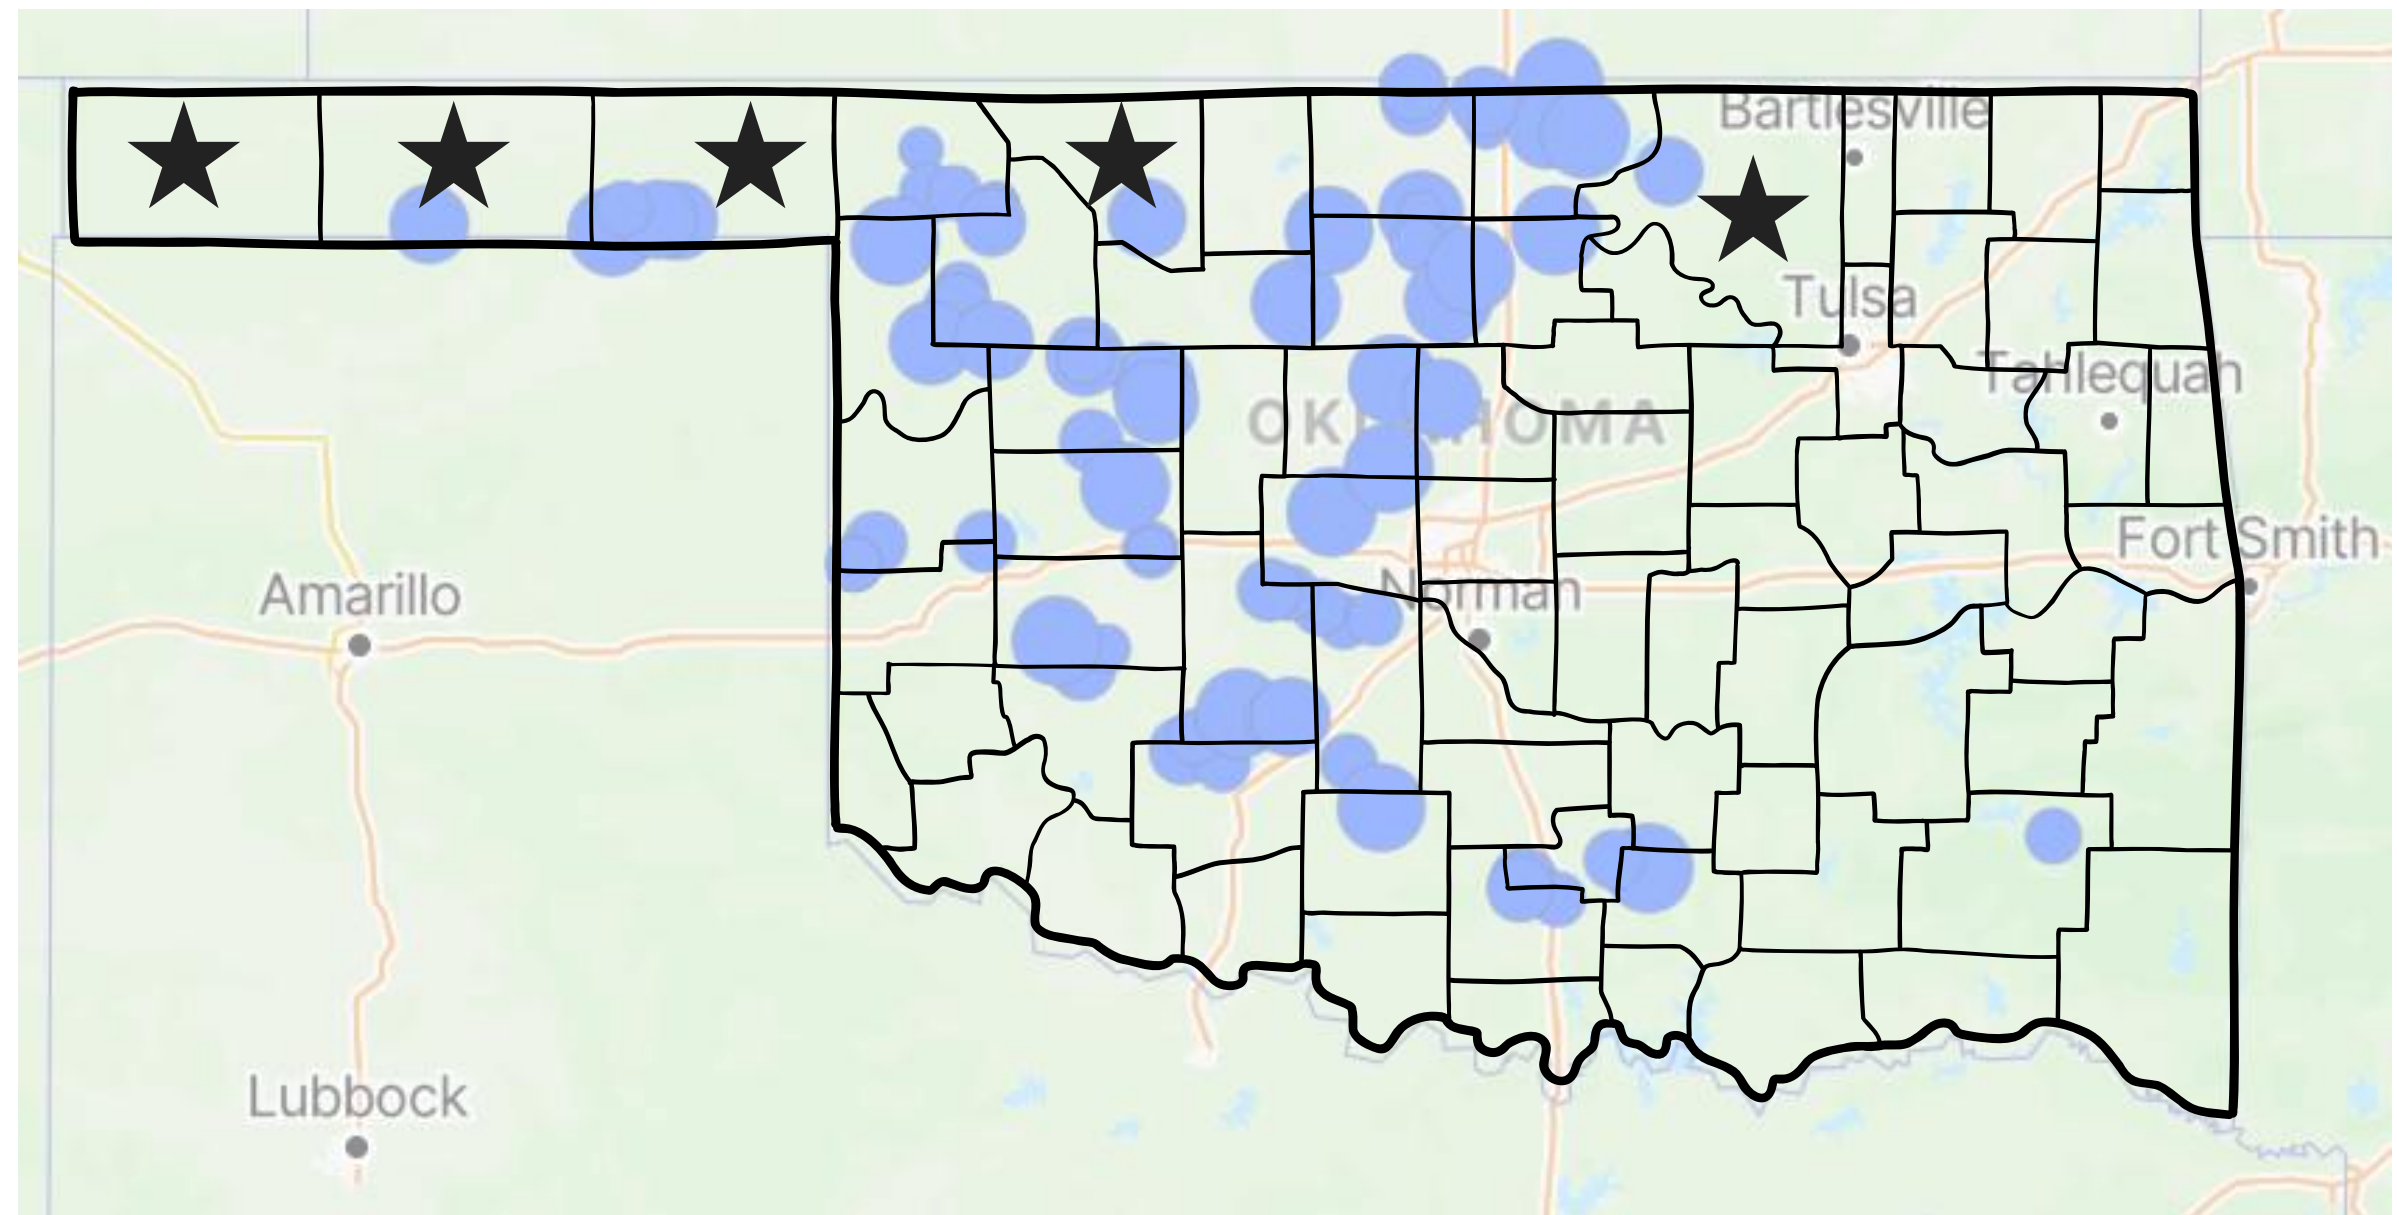 Bartlesville
Tulsa
Tahlequah
OKLAHOMA
Fort Smith
Amarillo
Norman
Lubbock